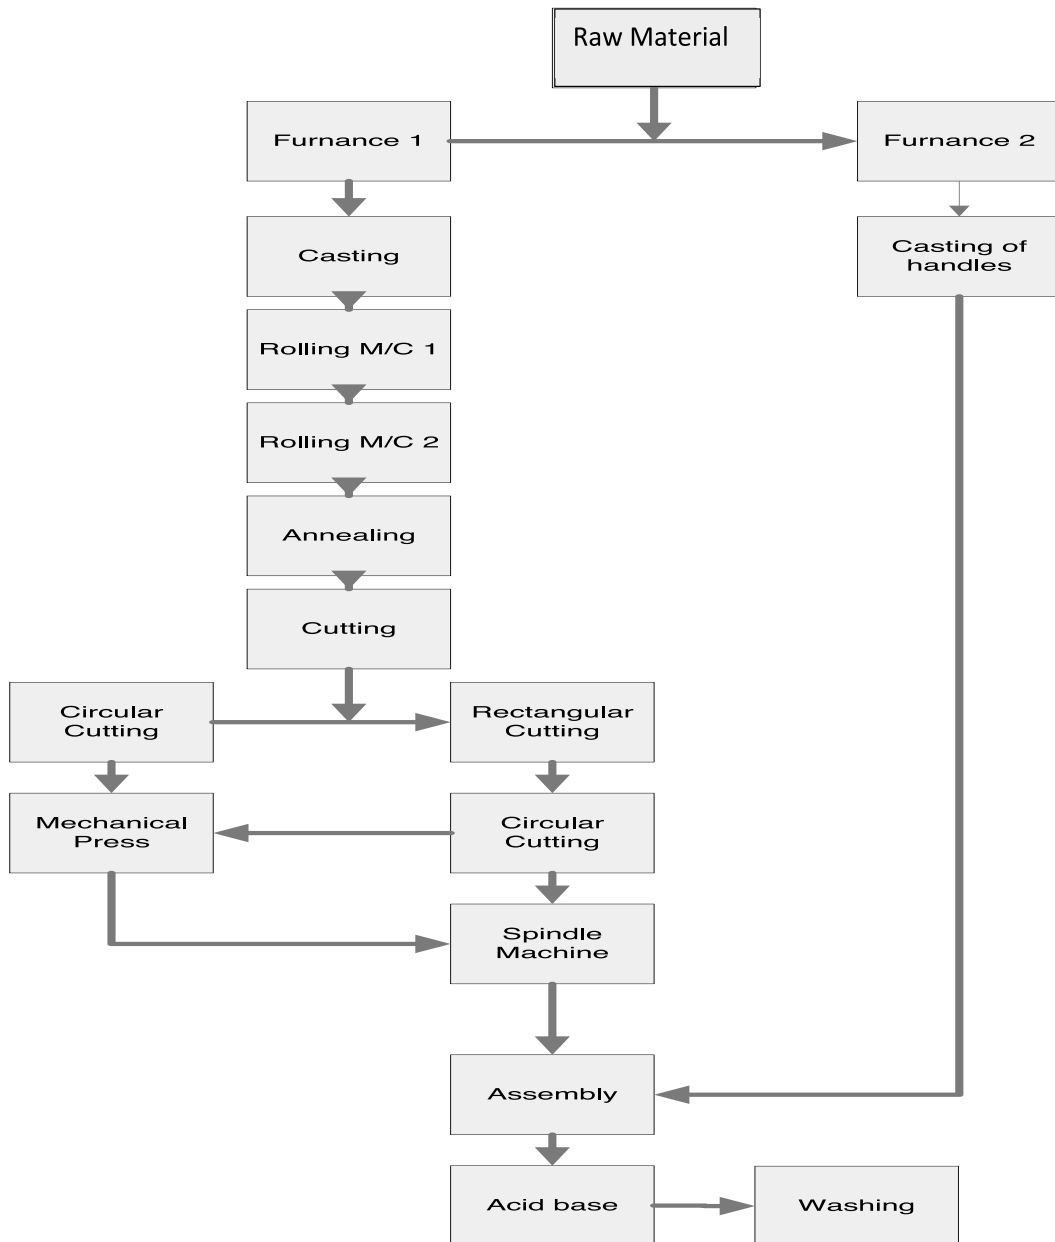 Raw Material
Furnance 1
Furnance 2
Casting
Casting of
handles
Rolling M/C 1
Rolling M/C 2
Annealing
Cutting
Circular
Cutting
Rectangular
Cutting
Mechanical
Press
Circular
Cutting
Spindle
Machine
Assembly
Acid base
Washing